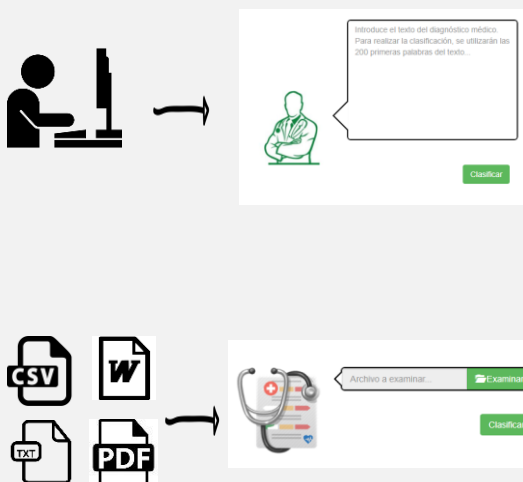 Introduce el texto del diagnóstico médico.
Para realizar la clasificación, se utilizarán las
200 primeras palabras del texto...
Clasificar
CSV
W
Archivo a examinar...
Examinar
TXT
PDF
Clasificar